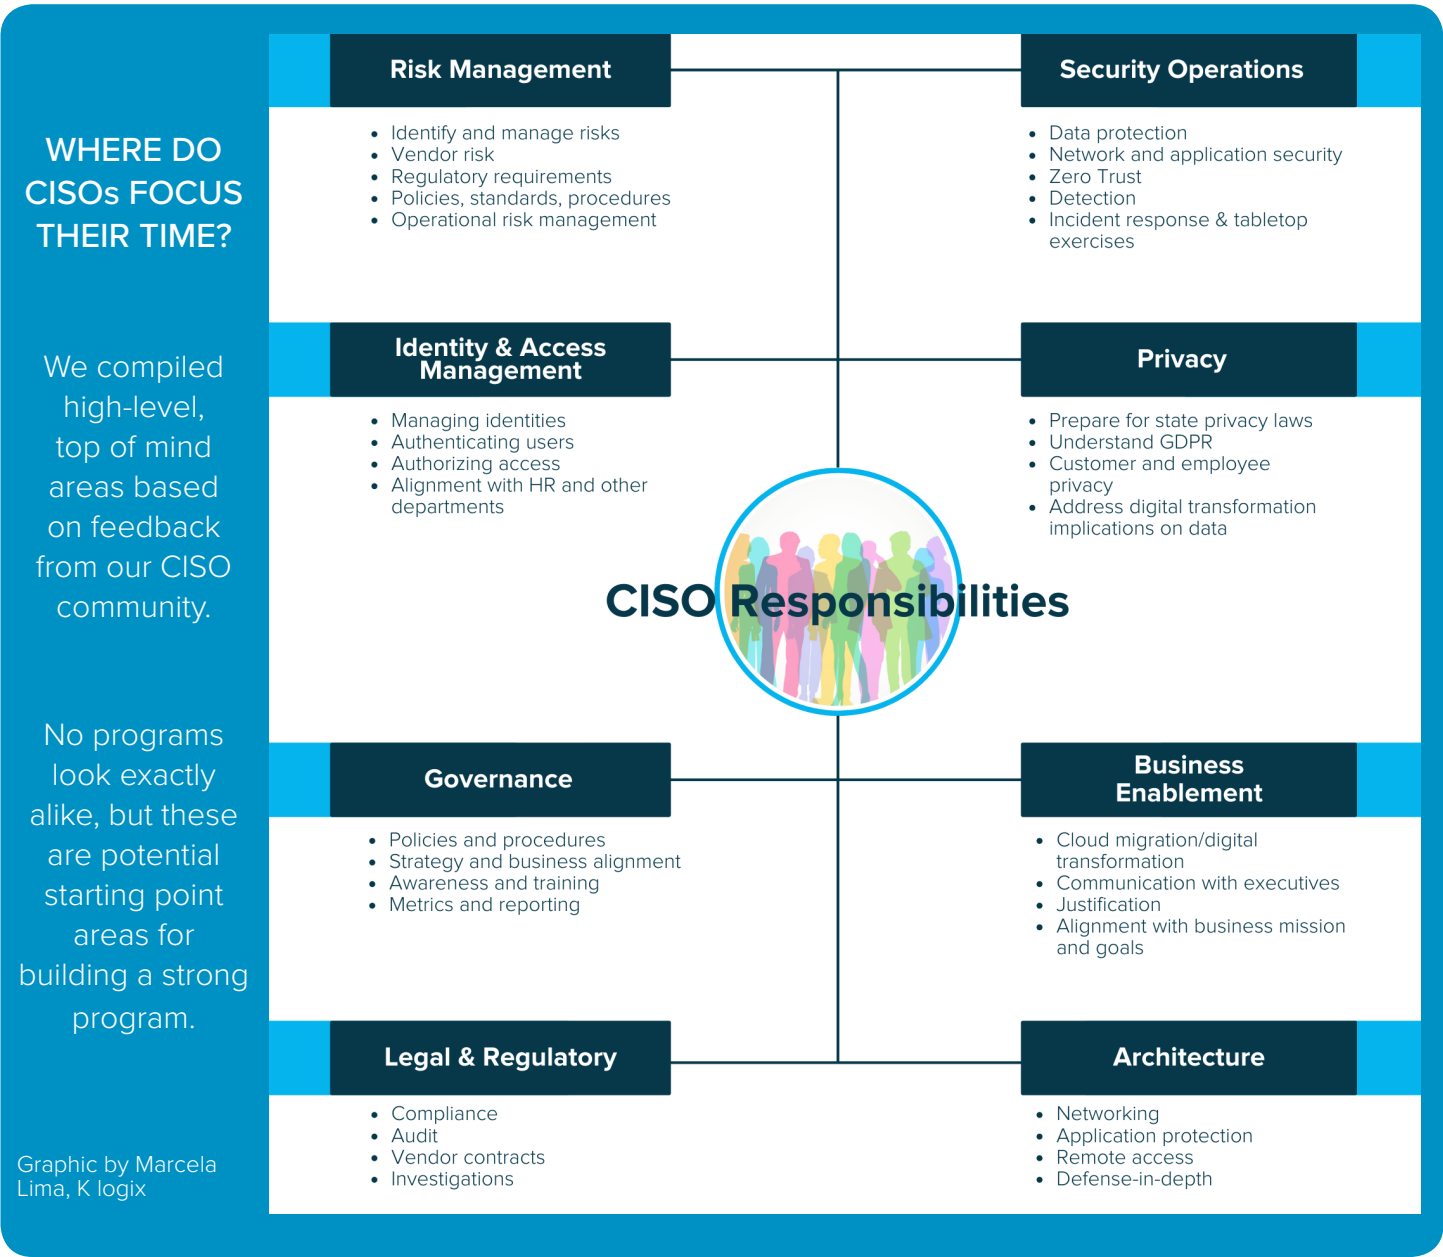 WHERE DO
CISOs FOCUS
THEIR TIME?
We compiled
high-level,
top of mind
areas based
on feedback
from our CISO
community.
No programs
look exactly
alike, but these
are potential
starting point
areas for
building a strong
program.
Graphic by Marcela
Lima, K logix
Risk Management
• Identify and manage risks
• Vendor risk
• Regulatory requirements
• Policies, standards, procedures
• Operational risk management
Security Operations
• Data protection
• Network and application security
• Zero Trust
• Detection
• Incident response & tabletop
exercises
Identity & Access
Management
• Managing identities
• Authenticating users
• Authorizing access
• Alignment with HR and other
departments
Privacy
• Prepare for state privacy laws
• Understand GDPR
• Customer and employee
privacy
• Address digital transformation
implications on data
CISO Responsibilities
Governance
• Policies and procedures
• Strategy and business alignment
• Awareness and training
• Metrics and reporting
Business
Enablement
• Cloud migration/digital
transformation
• Communication with executives
• Justification
• Alignment with business mission
and goals
Legal & Regulatory
• Compliance
• Audit
• Vendor contracts
• Investigations
Architecture
• Networking
• Application protection
• Remote access
• Defense-in-depth